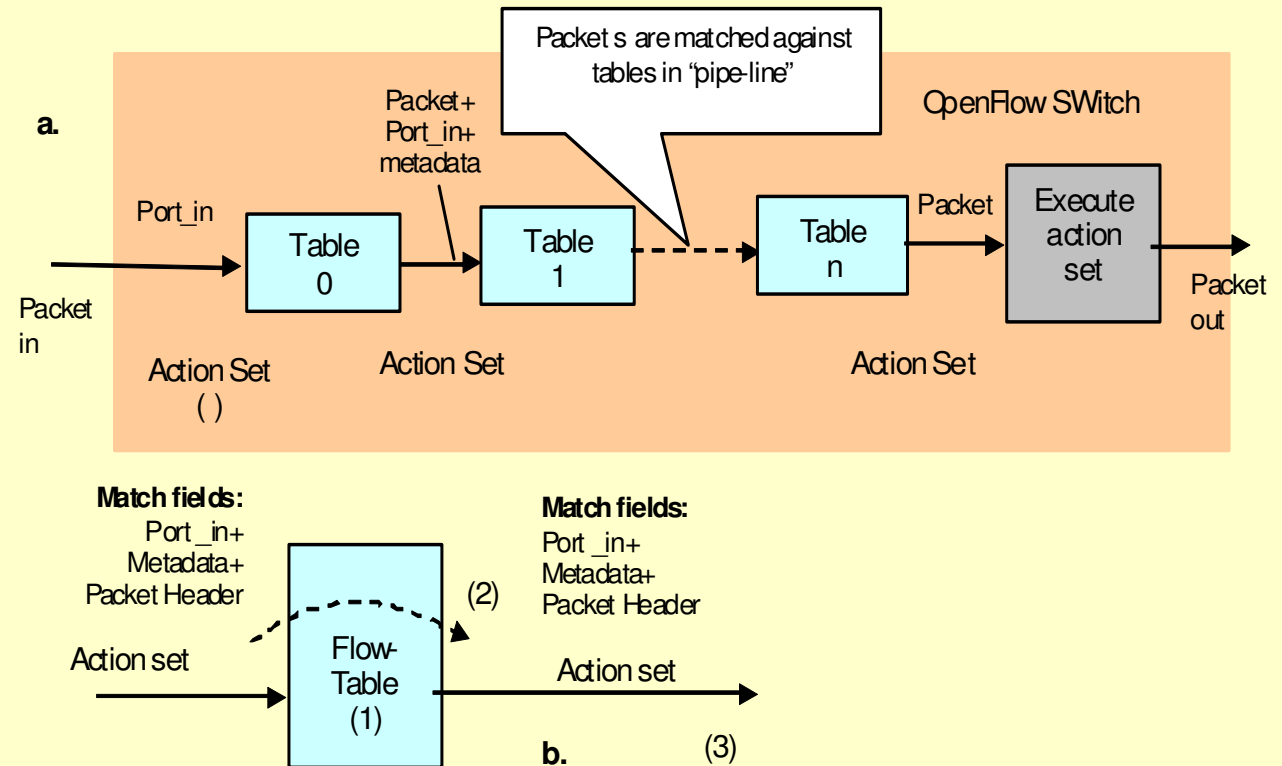 Packet s are matched against
tables in “pipe-line”
OpenFlow SWitch
a.
Packet+
Port_in+
metadata
Port_in
Table
0
Table
1
Table
n
Packet
Execute
action
set
Packet
in
Packet
out
Action Set
( )
Action Set
Action Set
Match fields:
Port _in+
Metadata+
Packet Header
Match fields:
Port _in+
Metadata+
Packet Header
(2)
Action set
Flow-
Table
(1)
Action set
b.
(3)